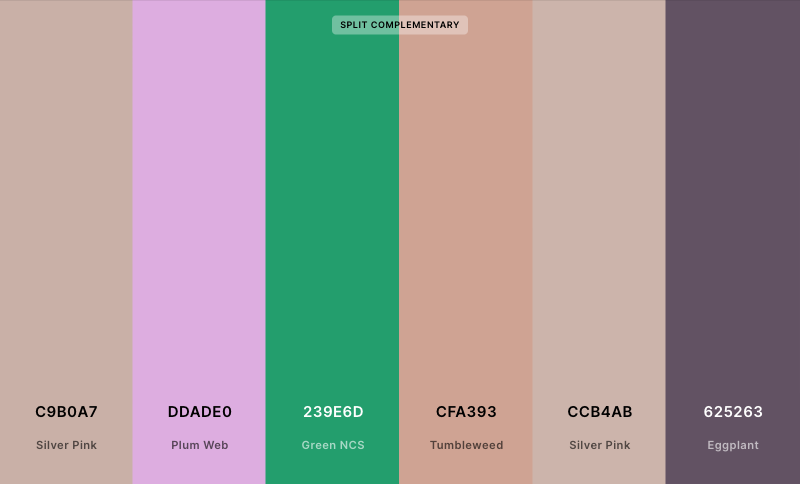 SPLIT COMPLEMENTARY
C9B0A7 DDADE0 239E6D CFA393 CCB4AB 625263
Silver Pink Plum Web Green NCS Tumbleweed Silver Pink Eggplant